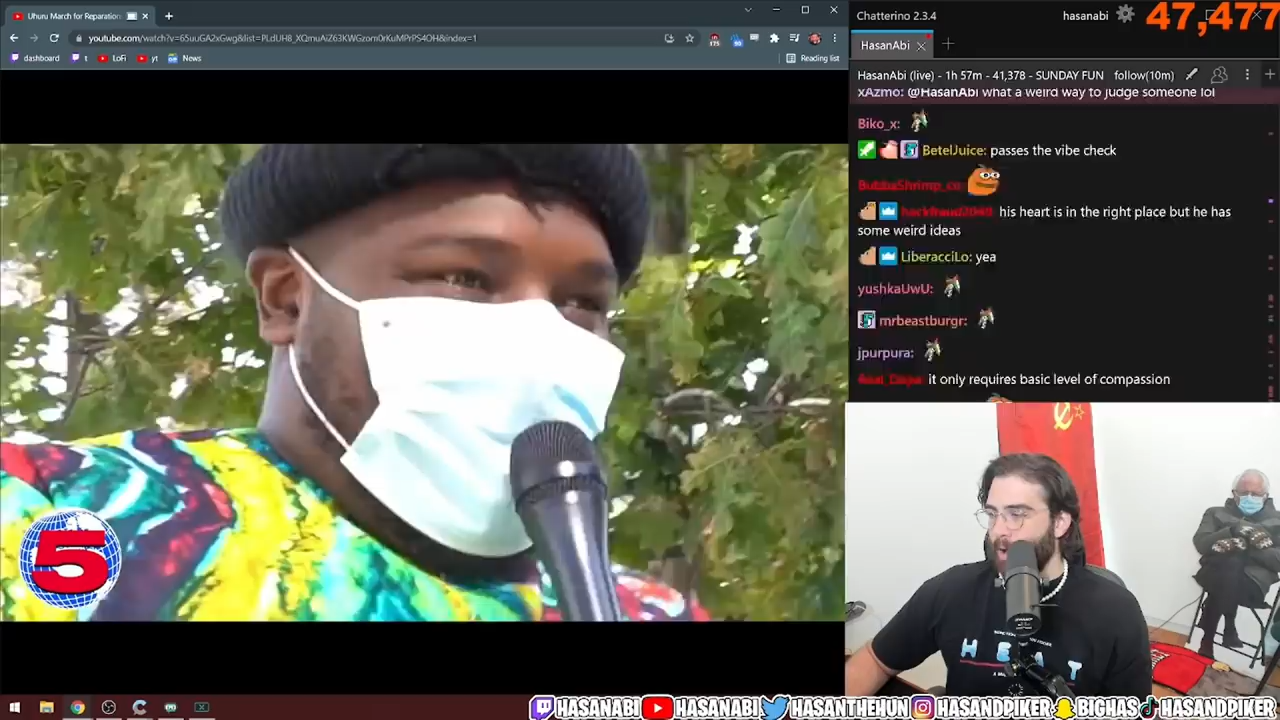 Uhuru March for Reparation
youtube.com/watch?v=65uuGA2xGwg&list=PLdUH8_XQmuAiZ63KWGzom0rKuMPrPS4OH&index=1
dashboard
t
LoFi
yt
News
Reading list
5
Chatterino 2.3.4
hasanabi
47,477
HasanAbi
HasanAbi (live) - 1h 57m - 41,378 - SUNDAY FUN
follow(10m)
xAzmo: @HasanAbi what a weird way to judge someone lol
Biko_x:
BetelJuice: passes the vibe check
BubbaShrimp_co:
hackfraud2040 his heart is in the right place but he has
some weird ideas
LiberacciLo: yea
yushkaUwU:
mrbeastburgr:
jpurpura:
it only requires basic level of compassion
HEAT
HASANABI
HASANABI
HASANTHEHUN
HASANDPIKER
BIGHAS
HASANDPIKER